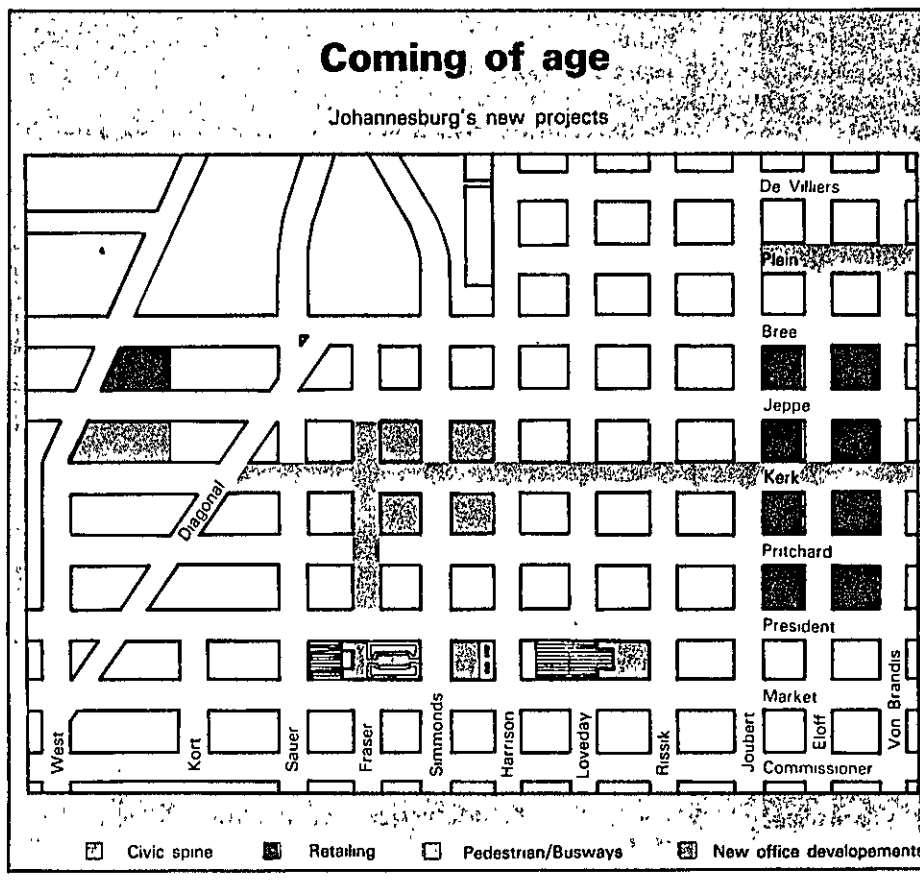 Coming of age
Johannesburg's new projects
De Villiers
Plein
Bree
Jeppe
Kerk
Diagonal
Pritchard
President
Market
West
Kort
Sauer
Fraser
Simmonds
Harrison
Loveday
Rissik
Joubert
Eloff
Von Brandis
Commissioner
Civic spine
Retailing
Pedestrian/Busways
New office developements